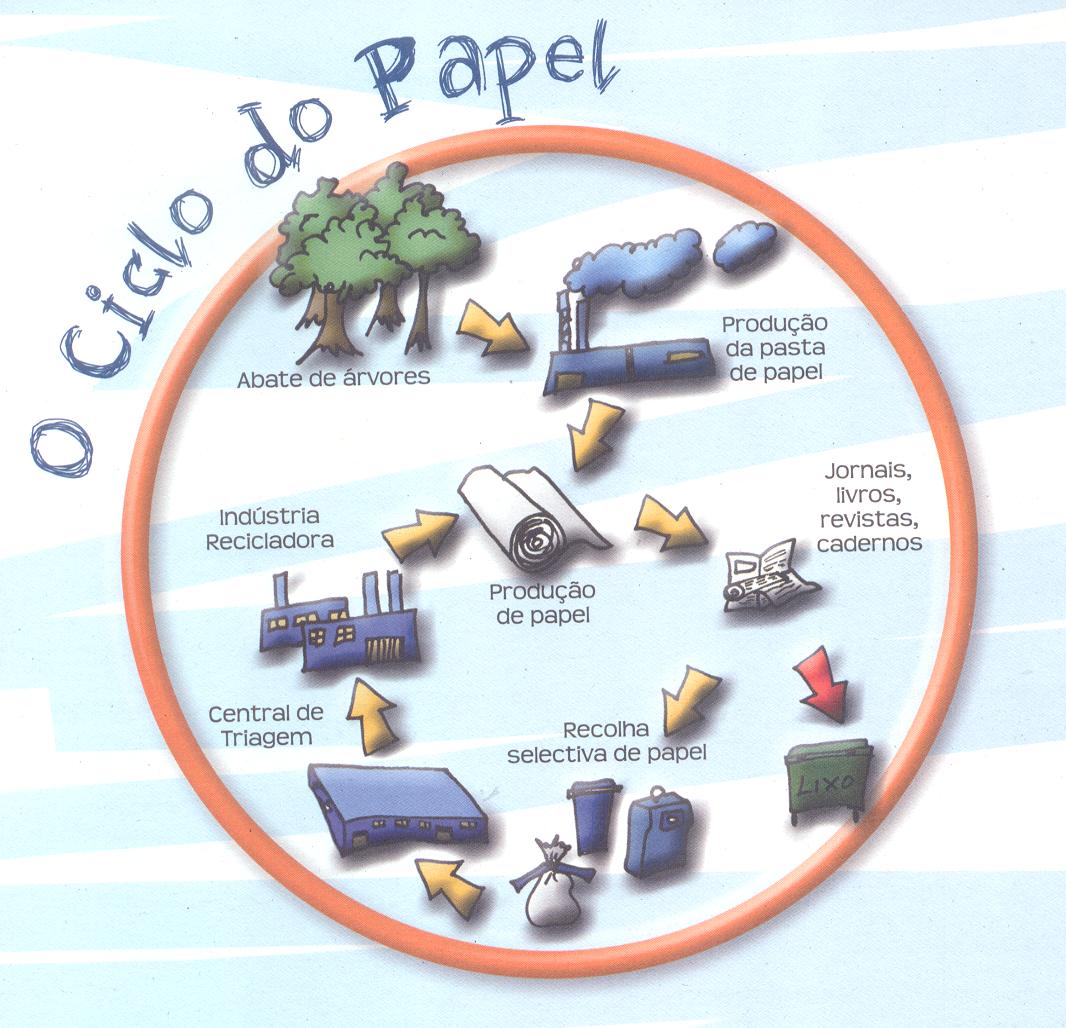 O Ciclo do Papel
Abate de árvores
Produção
da pasta
de papel
Jornais,
livros,
revistas,
cadernos
Indústria
Recicladora
Produção
de papel
Central de
Triagem
Recolha
selectiva de papel
LIXO